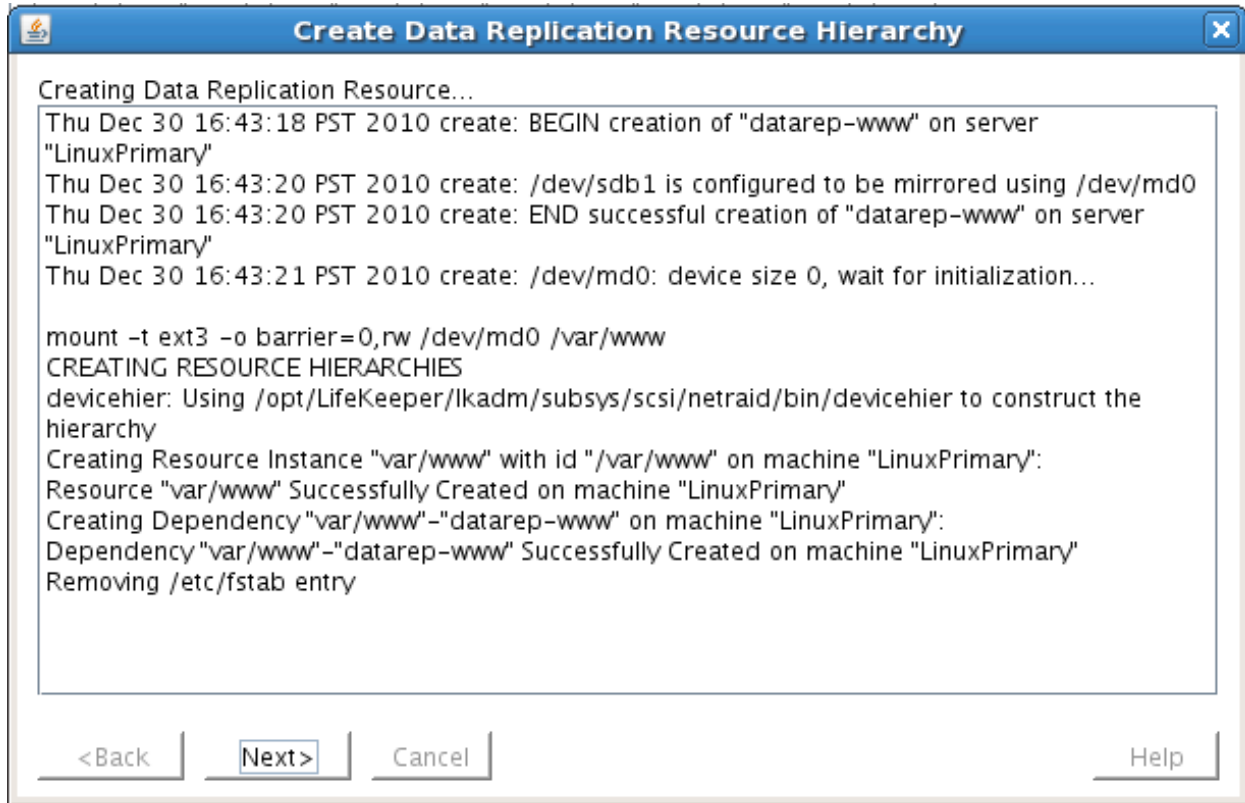 Create Data Replication Resource Hierarchy
Creating Data Replication Resource...
Thu Dec 30 16:43:18 PST 2010 create: BEGIN creation of "datarep-www" on server
"LinuxPrimary"
Thu Dec 30 16:43:20 PST 2010 create: /dev/sdb1 is configured to be mirrored using /dev/md0
Thu Dec 30 16:43:20 PST 2010 create: END successful creation of "datarep-www" on server
"LinuxPrimary"
Thu Dec 30 16:43:21 PST 2010 create: /dev/md0: device size 0, wait for initialization...
mount -t ext3 -o barrier=0,rw /dev/md0 /var/www
CREATING RESOURCE HIERARCHIES
devicehier: Using /opt/LifeKeeper/lkadm/subsys/scsi/netraid/bin/devicehier to construct the
hierarchy
Creating Resource Instance "var/www" with id "/var/www" on machine "LinuxPrimary":
Resource "var/www" Successfully Created on machine "LinuxPrimary"
Creating Dependency "var/www"-"datarep-www" on machine "LinuxPrimary":
Dependency "var/www"-"datarep-www" Successfully Created on machine "LinuxPrimary"
Removing /etc/fstab entry
<Back Next> Cancel Help